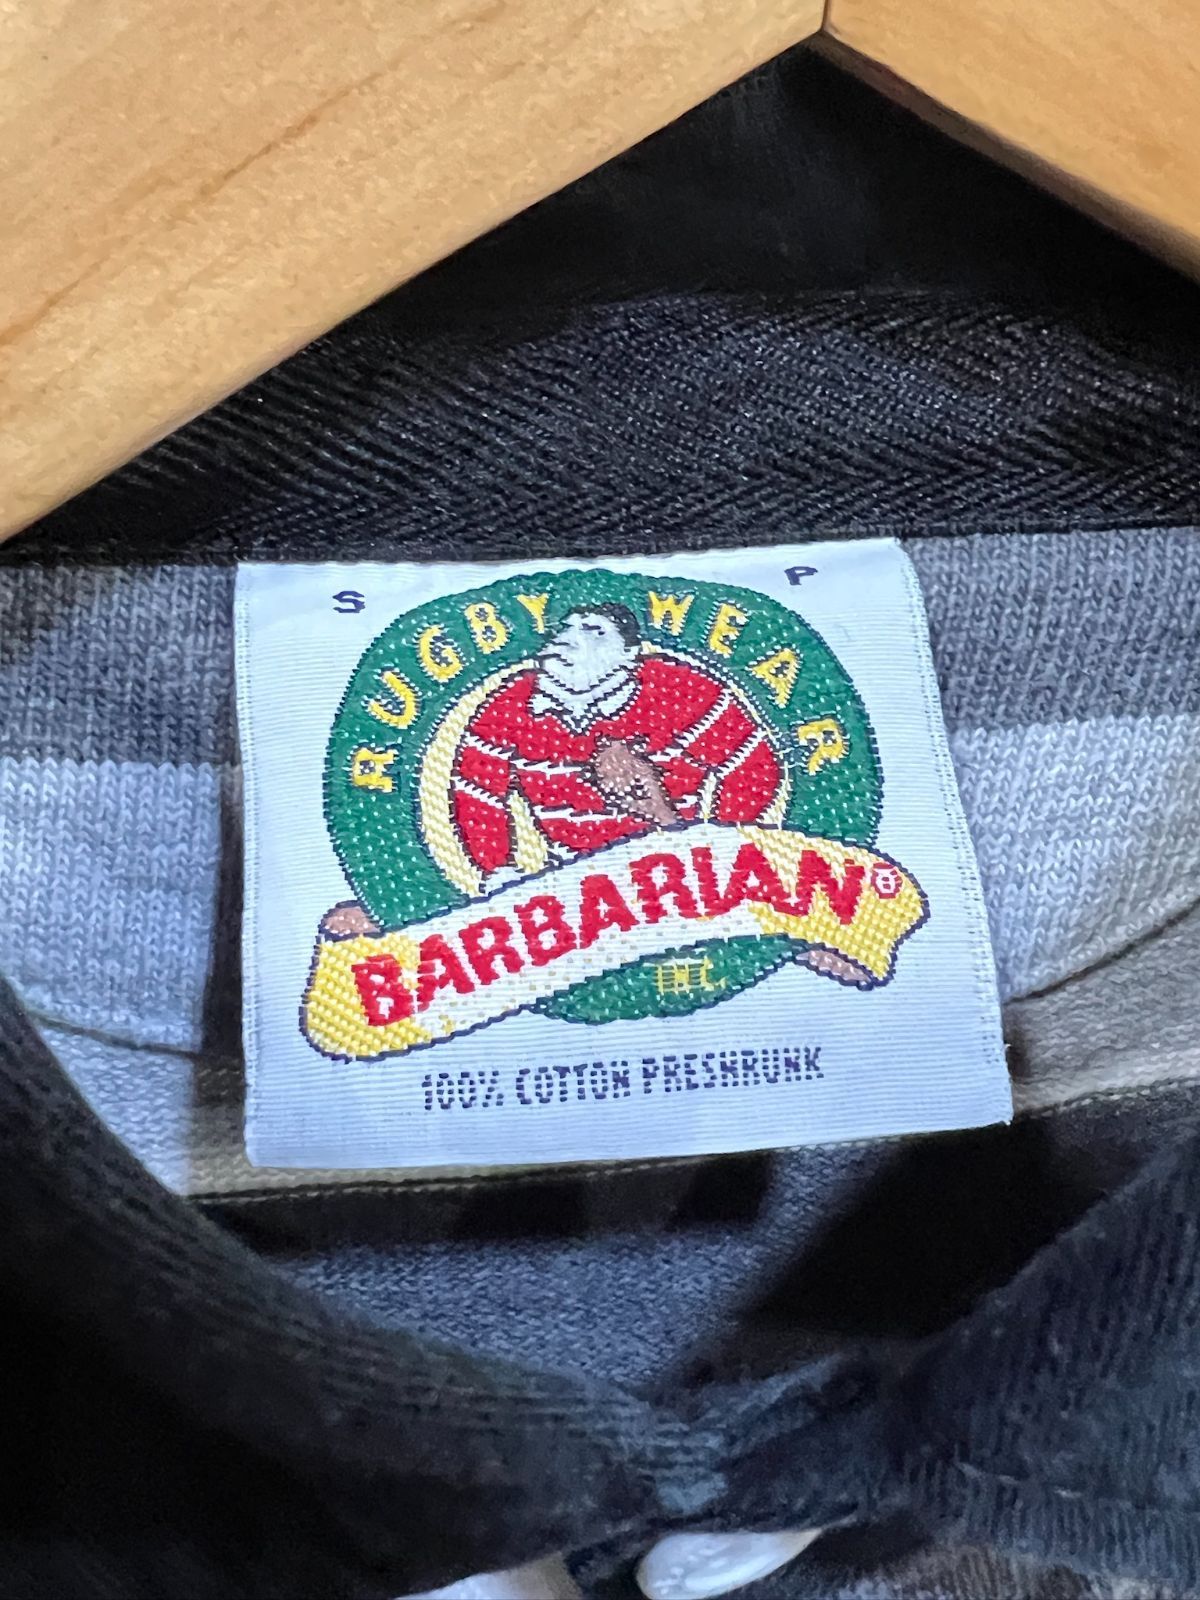 S P
RUGBY WEAR
BARBARIAN®
INC.
100% COTTON PRESHRUNK